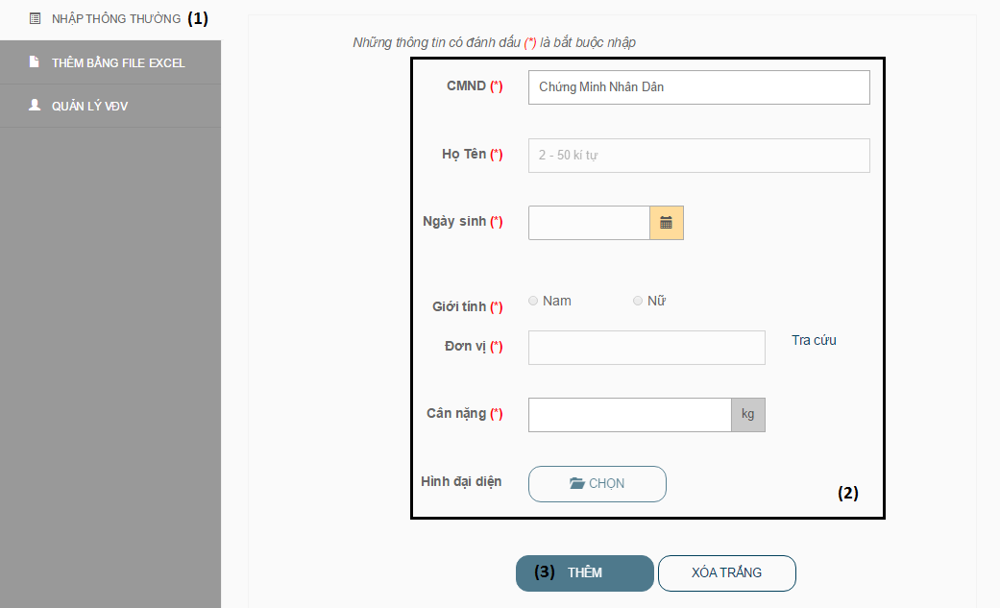 NHẬP THÔNG THƯỜNG (1)
THÊM BẰNG FILE EXCEL
QUẢN LÝ VĐV
Những thông tin có đánh dấu (*) là bắt buộc nhập
CMND (*) Chứng Minh Nhân Dân
Họ Tên (*) 2 - 50 kí tự
Ngày sinh (*)
Giới tính (*) Nam Nữ
Đơn vị (*) Tra cứu
Cân nặng (*) kg
Hình đại diện CHỌN
(2)
(3) THÊM XÓA TRẮNG